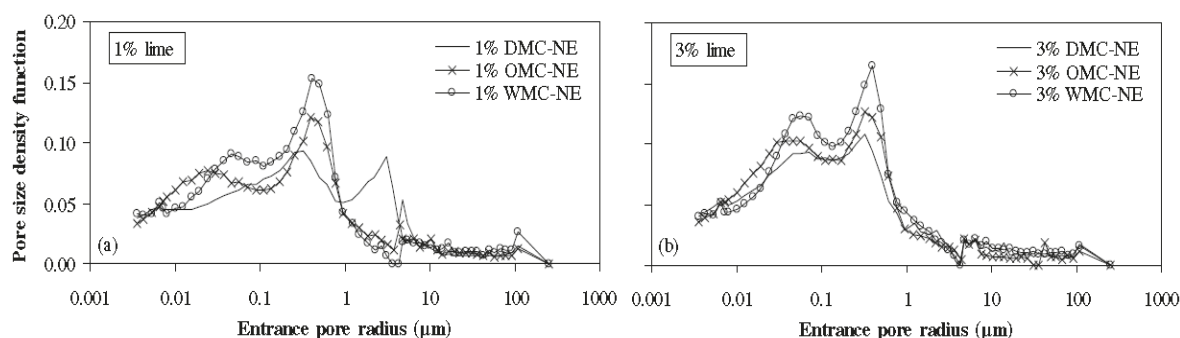 Pore size density function
0.20
0.15
0.10
0.05
0.00
1% lime
1% DMC-NE
1% OMC-NE
1% WMC-NE
(a)
0.001 0.01 0.1 1 10 100 1000
Entrance pore radius (µm)
3% lime
3% DMC-NE
3% OMC-NE
3% WMC-NE
(b)
0.001 0.01 0.1 1 10 100 1000
Entrance pore radius (µm)